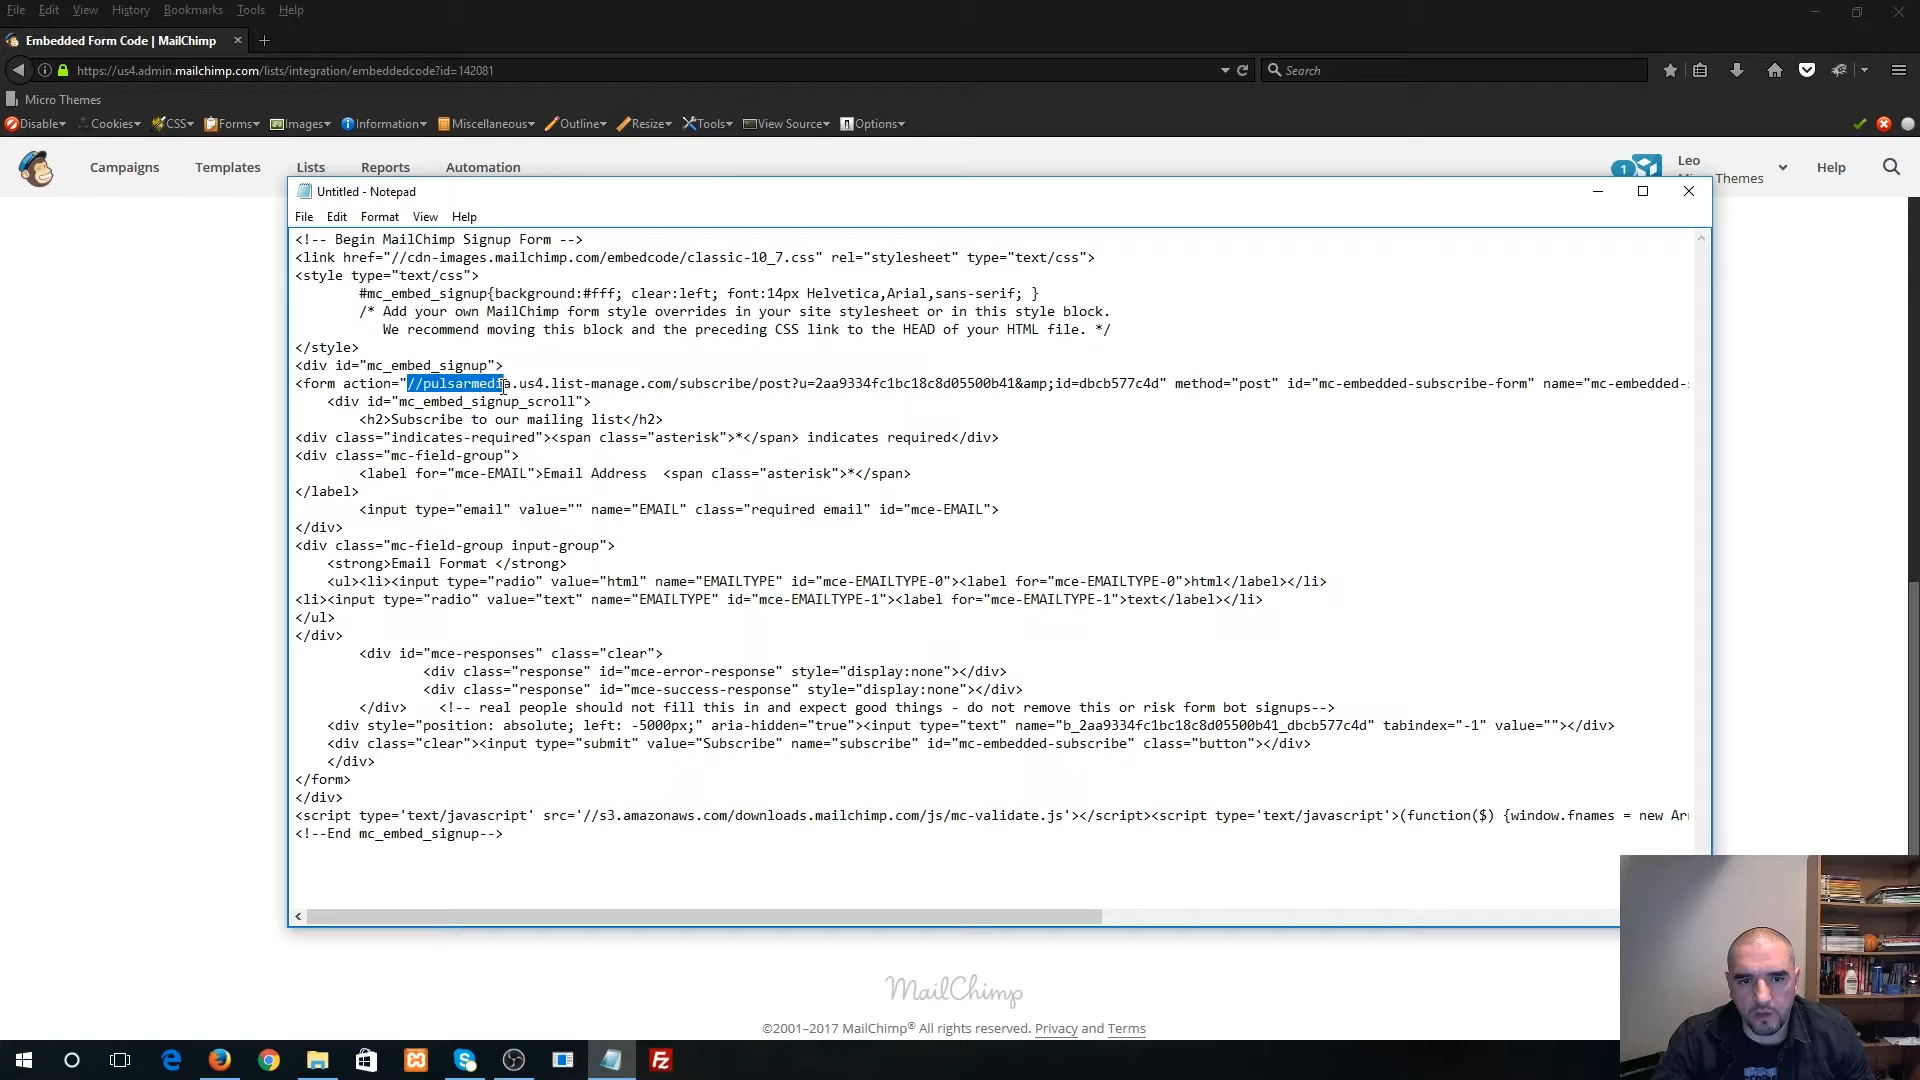 File Edit View History Bookmarks Tools Help
Embedded Form Code | MailChimp
https://us4.admin.mailchimp.com/lists/integration/embeddedcode?id=142081
Search
Micro Themes
Disable Cookies CSS Forms Images Information Miscellaneous Outline Resize Tools View Source Options
Campaigns Templates Lists Reports Automation
1 Leo
Themes
Help
Untitled - Notepad
File Edit Format View Help
<!-- Begin MailChimp Signup Form -->
<link href="//cdn-images.mailchimp.com/embedcode/classic-10_7.css" rel="stylesheet" type="text/css">
<style type="text/css">
#mc_embed_signup{background:#fff; clear:left; font:14px Helvetica,Arial,sans-serif; }
/* Add your own MailChimp form style overrides in your site stylesheet or in this style block.
We recommend moving this block and the preceding CSS link to the HEAD of your HTML file. */
</style>
<div id="mc_embed_signup">
<form action="//pulsarmedia.us4.list-manage.com/subscribe/post?u=2aa9334fc1bc18c8d05500b41&amp;id=dbcb577c4d" method="post" id="mc-embedded-subscribe-form" name="mc-embedded-
<div id="mc_embed_signup_scroll">
<h2>Subscribe to our mailing list</h2>
<div class="indicates-required"><span class="asterisk">*</span> indicates required</div>
<div class="mc-field-group">
<label for="mce-EMAIL">Email Address  <span class="asterisk">*</span>
</label>
<input type="email" value="" name="EMAIL" class="required email" id="mce-EMAIL">
</div>
<div class="mc-field-group input-group">
<strong>Email Format </strong>
<ul><li><input type="radio" value="html" name="EMAILTYPE" id="mce-EMAILTYPE-0"><label for="mce-EMAILTYPE-0">html</label></li>
<li><input type="radio" value="text" name="EMAILTYPE" id="mce-EMAILTYPE-1"><label for="mce-EMAILTYPE-1">text</label></li>
</ul>
</div>
<div id="mce-responses" class="clear">
<div class="response" id="mce-error-response" style="display:none"></div>
<div class="response" id="mce-success-response" style="display:none"></div>
</div>    <!-- real people should not fill this in and expect good things - do not remove this or risk form bot signups-->
<div style="position: absolute; left: -5000px;" aria-hidden="true"><input type="text" name="b_2aa9334fc1bc18c8d05500b41_dbcb577c4d" tabindex="-1" value=""></div>
<div class="clear"><input type="submit" value="Subscribe" name="subscribe" id="mc-embedded-subscribe" class="button"></div>
</div>
</form>
</div>
<script type='text/javascript' src='//s3.amazonaws.com/downloads.mailchimp.com/js/mc-validate.js'></script><script type='text/javascript'>(function($) {window.fnames = new Ar
<!--End mc_embed_signup-->
MailChimp
©2001–2017 MailChimp® All rights reserved. Privacy and Terms